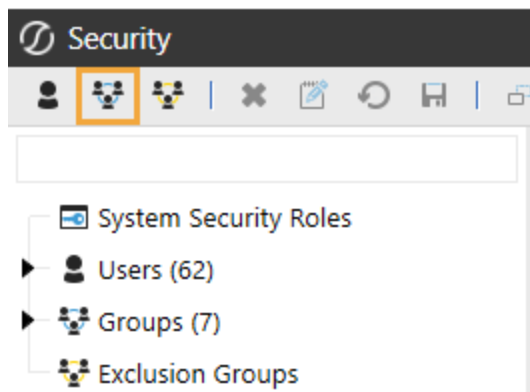 Security
System Security Roles
Users (62)
Groups (7)
Exclusion Groups